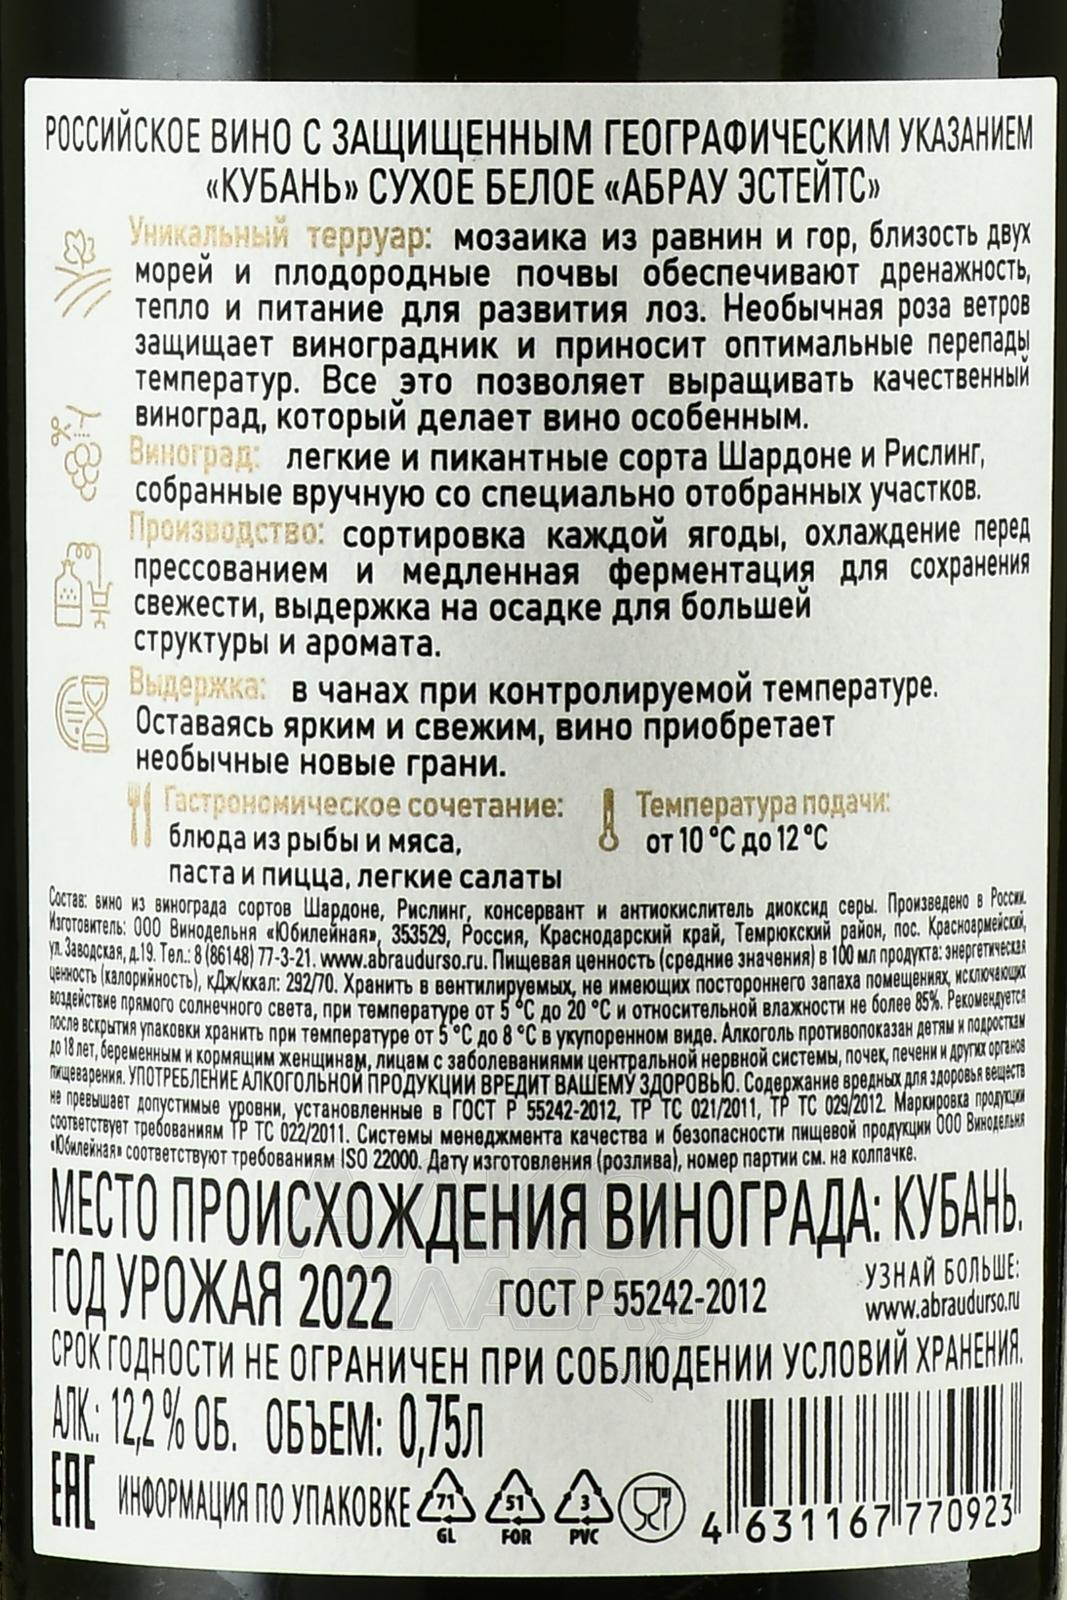 РОССИЙСКОЕ ВИНО С ЗАЩИЩЕННЫМ ГЕОГРАФИЧЕСКИМ УКАЗАНИЕМ
«КУБАНЬ» СУХОЕ БЕЛОЕ «АБРАУ ЭСТЕЙТС»
Уникальный терруар: мозаика из равнин и гор, близость двух
морей и плодородные почвы обеспечивают дренажность,
тепло и питание для развития лоз. Необычная роза ветров
защищает виноградник и приносит оптимальные перепады
температур. Все это позволяет выращивать качественный
виноград, который делает вино особенным.
Виноград: легкие и пикантные сорта Шардоне и Рислинг,
собранные вручную со специально отобранных участков.
Производство: сортировка каждой ягоды, охлаждение перед
прессованием и медленная ферментация для сохранения
свежести, выдержка на осадке для большей
структуры и аромата.
Выдержка: в чанах при контролируемой температуре.
Оставаясь ярким и свежим, вино приобретает
необычные новые грани.
Гастрономическое сочетание:
блюда из рыбы и мяса,
паста и пицца, легкие салаты
Температура подачи:
от 10 °С до 12 °С
Состав: вино из винограда сортов Шардоне, Рислинг, консервант и антиокислитель диоксид серы. Произведено в России.
Изготовитель: ООО Винодельня «Юбилейная», 353529, Россия, Краснодарский край, Темрюкский район, пос. Красноармейский,
ул. Заводская, д.19. Тел.: 8 (86148) 77-3-21. www.abraudurso.ru. Пищевая ценность (средние значения) в 100 мл продукта: энергетическая
ценность (калорийность), кДж/ккал: 292/70. Хранить в вентилируемых, не имеющих постороннего запаха помещениях, исключающих
воздействие прямого солнечного света, при температуре от 5 °С до 20 °С и относительной влажности не более 85%. Рекомендуется
после вскрытия упаковки хранить при температуре от 5 °С до 8 °С в укупоренном виде. Алкоголь противопоказан детям и подросткам
до 18 лет, беременным и кормящим женщинам, лицам с заболеваниями центральной нервной системы, почек, печени и других органов
пищеварения. УПОТРЕБЛЕНИЕ АЛКОГОЛЬНОЙ ПРОДУКЦИИ ВРЕДИТ ВАШЕМУ ЗДОРОВЬЮ. Содержание вредных для здоровья веществ
не превышает допустимые уровни, установленные в ГОСТ Р 55242-2012, ТР ТС 021/2011, ТР ТС 029/2012. Маркировка продукции
соответствует требованиям ТР ТС 022/2011. Системы менеджмента качества и безопасности пищевой продукции ООО Винодельня
«Юбилейная» соответствуют требованиям ISO 22000. Дату изготовления (розлива), номер партии см. на колпачке.
МЕСТО ПРОИСХОЖДЕНИЯ ВИНОГРАДА: КУБАНЬ.
ГОД УРОЖАЯ 2022
ГОСТ Р 55242-2012
УЗНАЙ БОЛЬШЕ:
www.abraudurso.ru
СРОК ГОДНОСТИ НЕ ОГРАНИЧЕН ПРИ СОБЛЮДЕНИИ УСЛОВИЙ ХРАНЕНИЯ.
АЛК.: 12,2 % ОБ. ОБЪЕМ: 0,75л
EAC ИНФОРМАЦИЯ ПО УПАКОВКЕ
71
GL
51
FOR
3
PVC
4 631167 770923
АЛКО
ЛАВКА